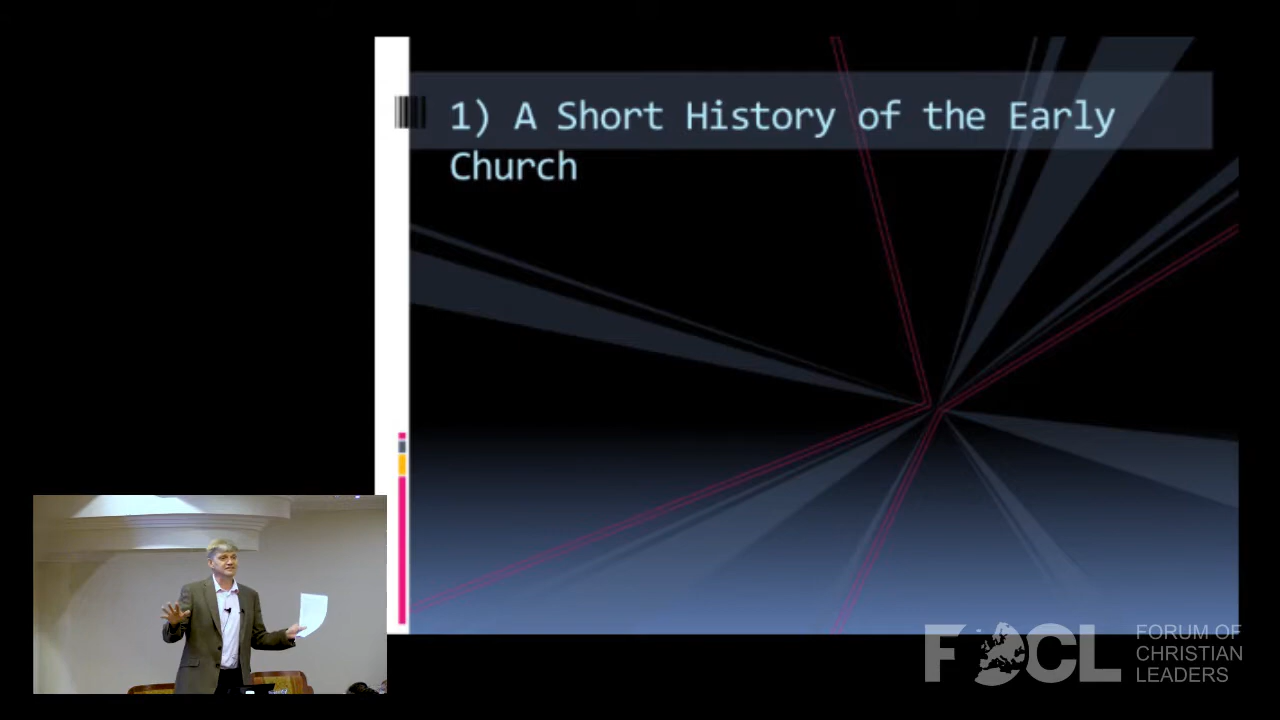 1) A Short History of the Early
Church
FOCL
FORUM OF
CHRISTIAN
LEADERS